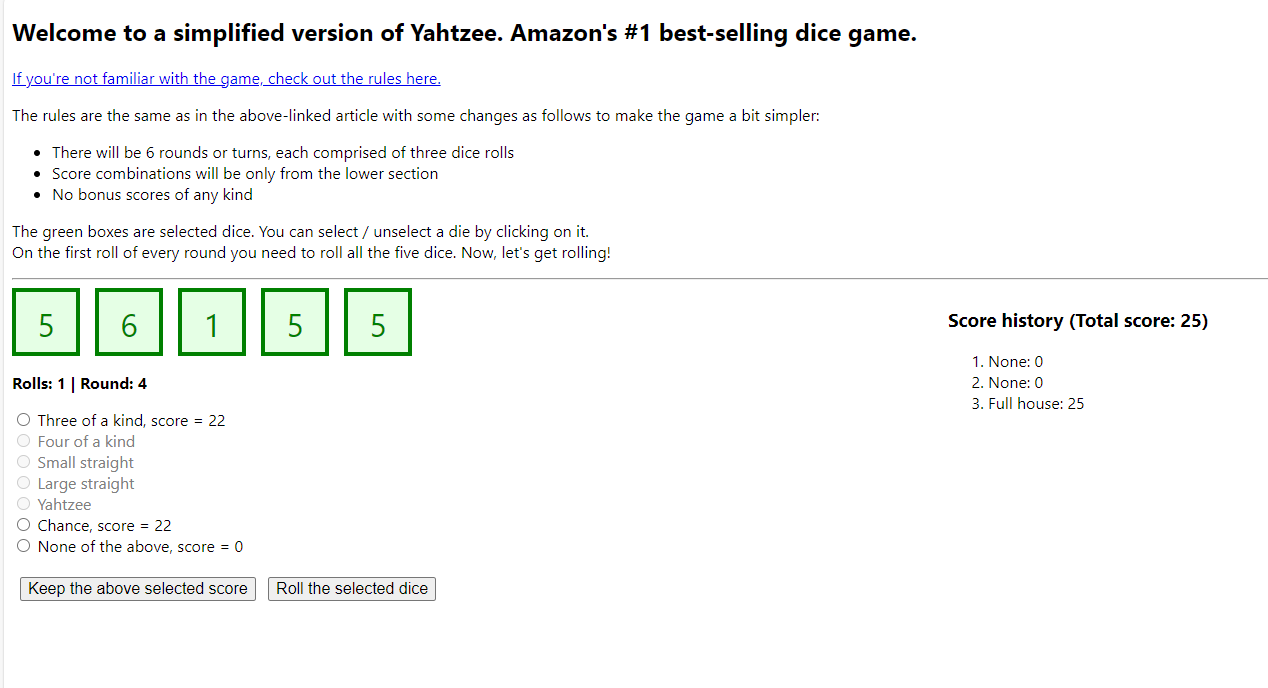 Welcome to a simplified version of Yahtzee. Amazon's #1 best-selling dice game.
If you're not familiar with the game, check out the rules here.
The rules are the same as in the above-linked article with some changes as follows to make the game a bit simpler:
There will be 6 rounds or turns, each comprised of three dice rolls
Score combinations will be only from the lower section
No bonus scores of any kind
The green boxes are selected dice. You can select / unselect a die by clicking on it.
On the first roll of every round you need to roll all the five dice. Now, let's get rolling!
5 6 1 5 5
Rolls: 1 | Round: 4
Three of a kind, score = 22
Four of a kind
Small straight
Large straight
Yahtzee
Chance, score = 22
None of the above, score = 0
Keep the above selected score Roll the selected dice
Score history (Total score: 25)
1. None: 0
2. None: 0
3. Full house: 25